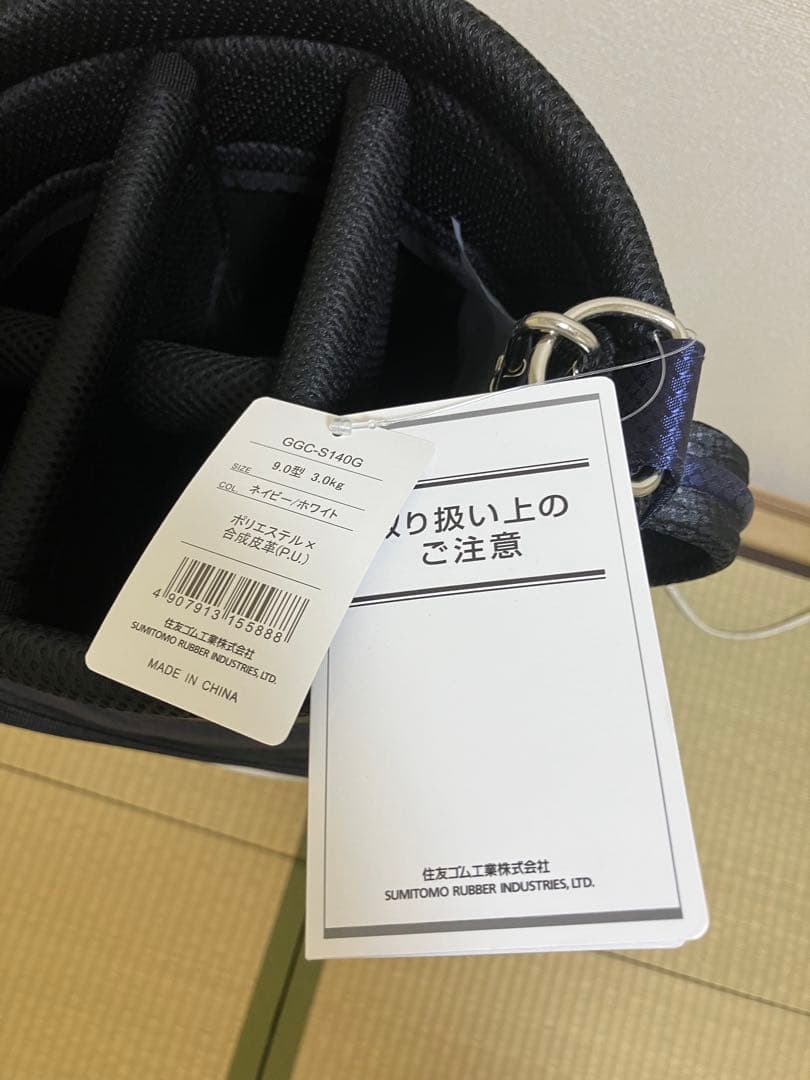 GGC-S140G
SIZE 9.0型 3.0kg
COL. ネイビー/ホワイト
ポリエステル×
合成皮革(P.U.)
4 907913 155888
住友ゴム工業株式会社
SUMITOMO RUBBER INDUSTRIES, LTD.
MADE IN CHINA
取り扱い上の
ご注意
住友ゴム工業株式会社
SUMITOMO RUBBER INDUSTRIES, LTD.